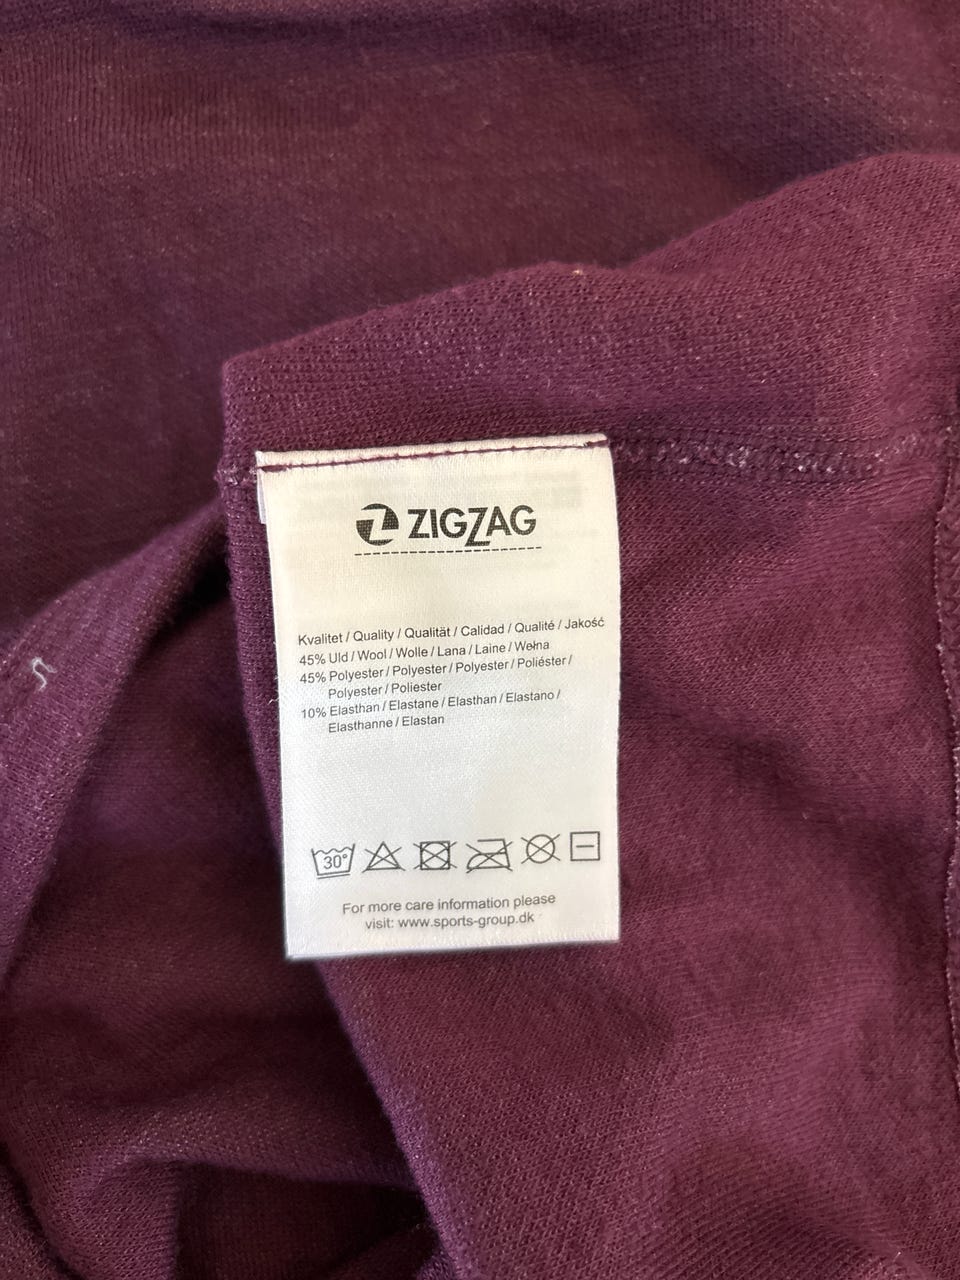 ZIGZAG
Kvalitet / Quality / Qualität / Calidad / Qualité / Jakość
45% Uld / Wool / Wolle / Lana / Laine / Wełna
45% Polyester / Polyester / Polyester / Poliéster /
Polyester / Poliester
10% Elasthan / Elastane / Elasthan / Elastano /
Elasthanne / Elastan
30°
For more care information please
visit: www.sports-group.dk